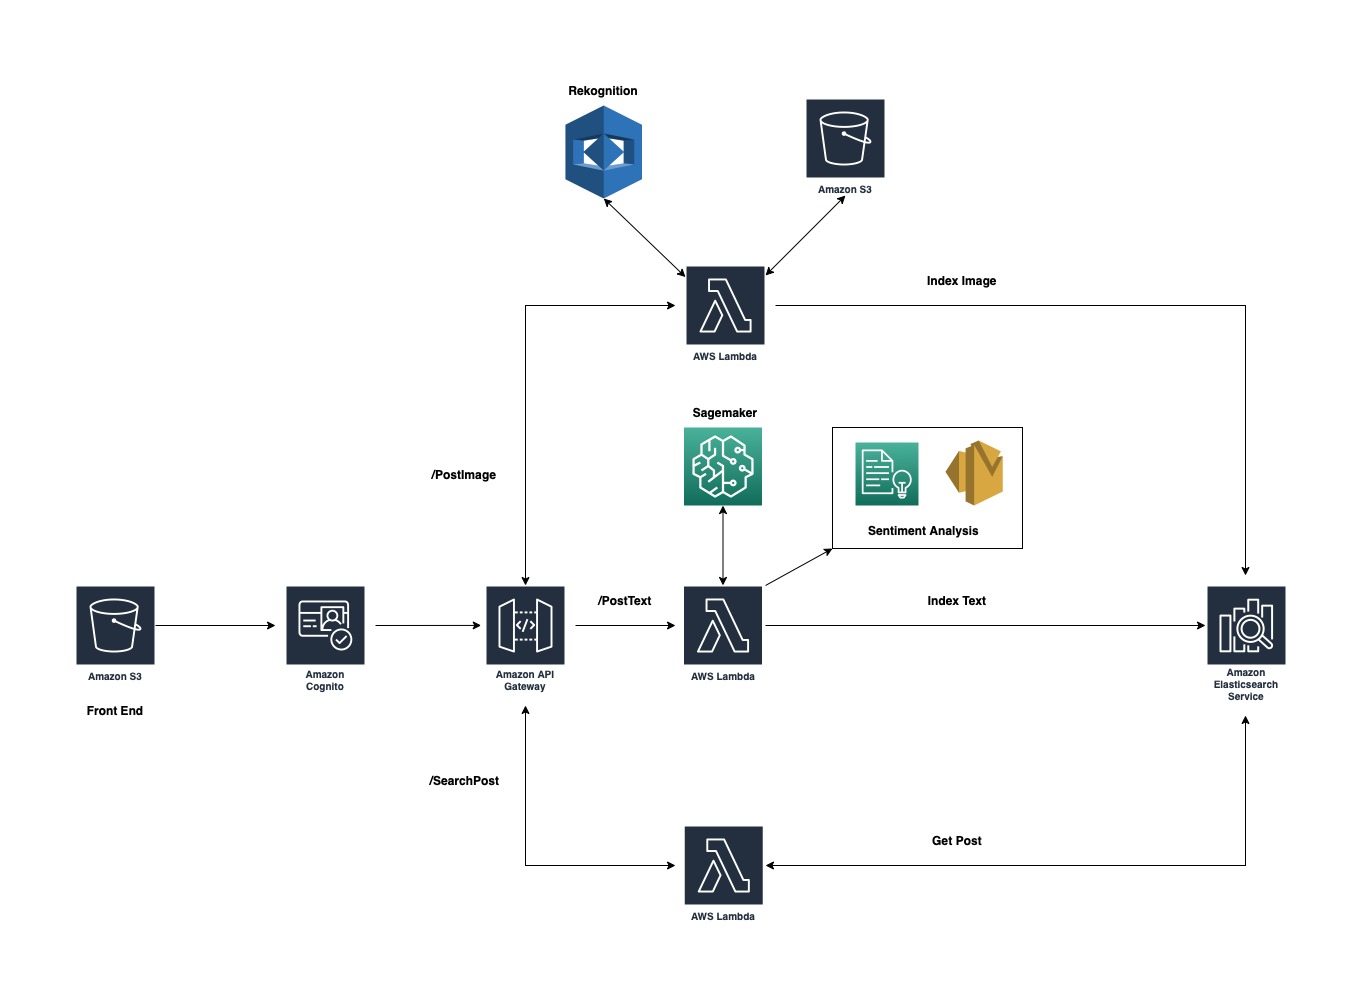 Rekognition
Amazon S3
Index Image
AWS Lambda
Sagemaker
/PostImage
Sentiment Analysis
/PostText
Index Text
Amazon S3
Amazon
Cognito
Amazon API
Gateway
AWS Lambda
Amazon
Elasticsearch
Service
Front End
/SearchPost
Get Post
AWS Lambda